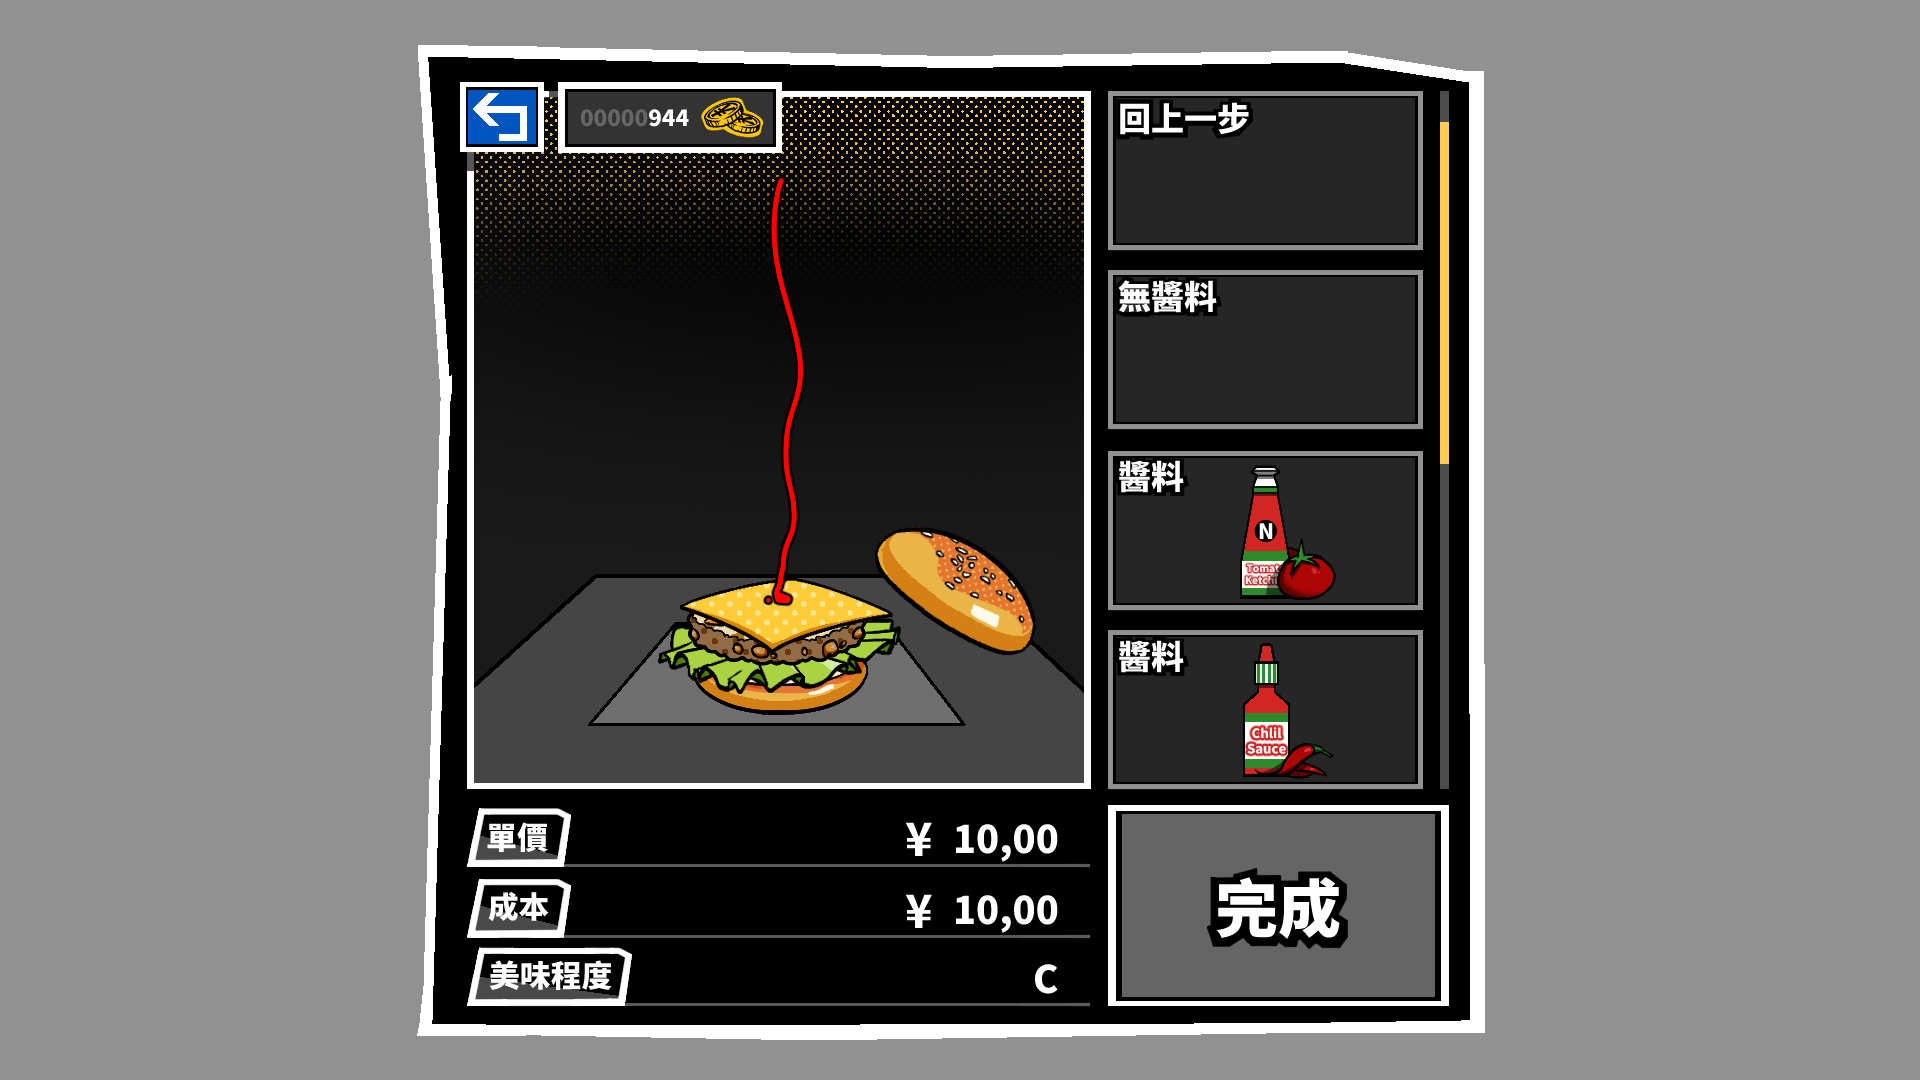 00000944
回上一步
無醬料
醬料
N
Tomat
Ketch
醬料
Chlil
Sauce
單價
¥ 10,00
成本
¥ 10,00
美味程度
C
完成